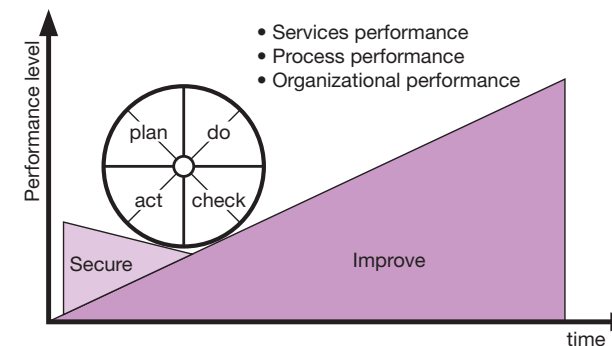 • Services performance
• Process performance
• Organizational performance
Performance level
plan
do
act
check
Secure
Improve
time